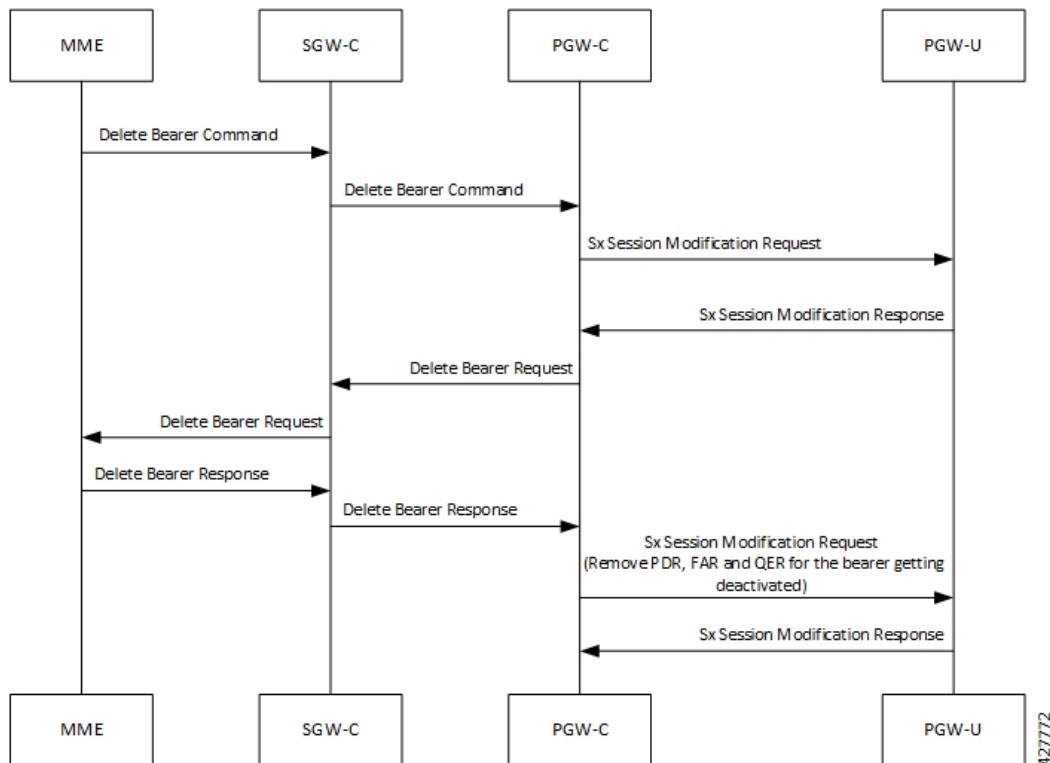 MME
SGW-C
PGW-C
PGW-U
Delete Bearer Command
Delete Bearer Command
Sx Session Modification Request
Sx Session Modification Response
Delete Bearer Request
Delete Bearer Request
Delete Bearer Response
Delete Bearer Response
Sx Session Modification Request
(Remove PDR, FAR and QER for the bearer getting
deactivated)
Sx Session Modification Response
MME
SGW-C
PGW-C
PGW-U
427772